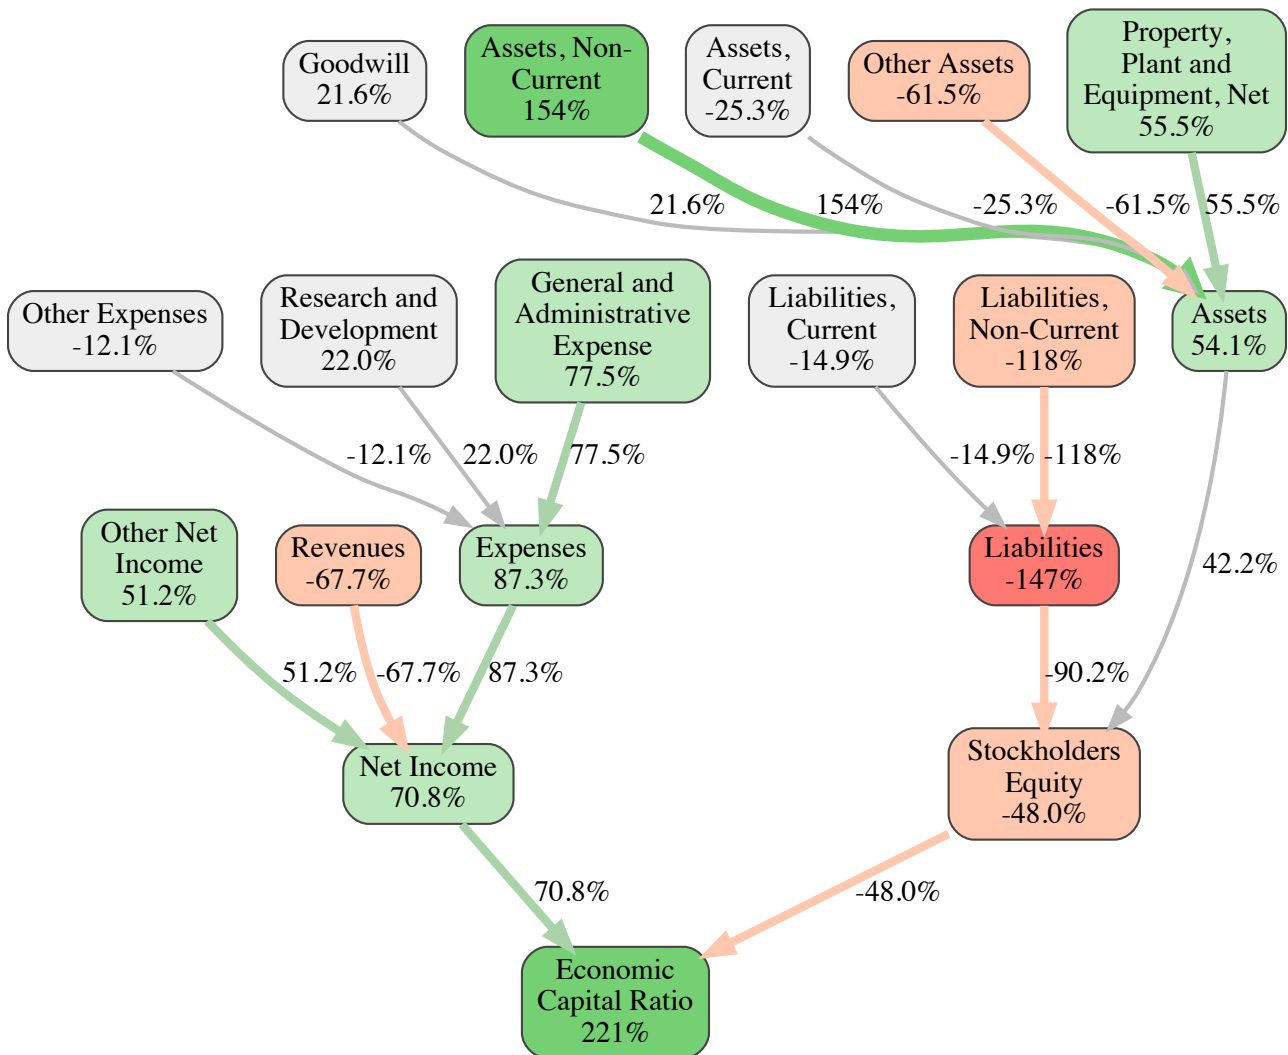 Goodwill
21.6%
Assets, Non-
Current
154%
Assets,
Current
-25.3%
Other Assets
-61.5%
Property,
Plant and
Equipment, Net
55.5%
21.6%
154%
-25.3%
-61.5%
55.5%
Other Expenses
-12.1%
Research and
Development
22.0%
General and
Administrative
Expense
77.5%
Liabilities,
Current
-14.9%
Liabilities,
Non-Current
-118%
Assets
54.1%
-12.1%
22.0%
77.5%
-14.9%
-118%
Other Net
Income
51.2%
Revenues
-67.7%
Expenses
87.3%
Liabilities
-147%
42.2%
51.2%
-67.7%
87.3%
-90.2%
Net Income
70.8%
Stockholders
Equity
-48.0%
70.8%
-48.0%
Economic
Capital Ratio
221%